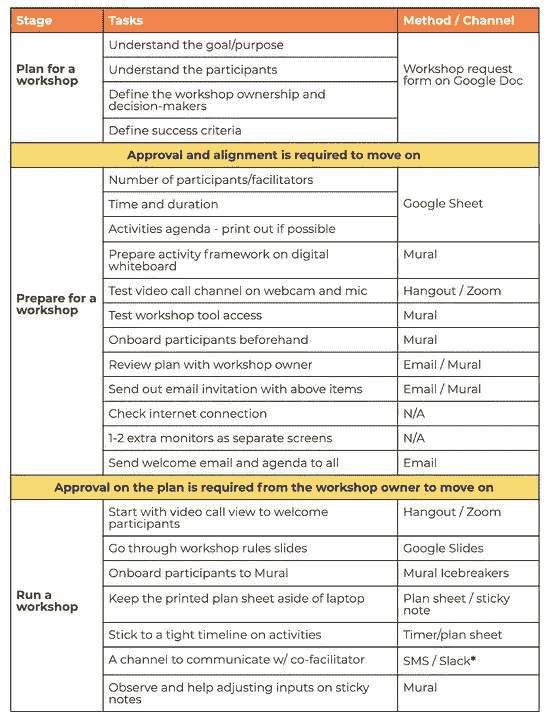 Stage Tasks Method / Channel
Plan for a
workshop
Understand the goal/purpose
Understand the participants
Define the workshop ownership and
decision-makers
Define success criteria
Workshop request
form on Google Doc
Approval and alignment is required to move on
Prepare for a
workshop
Number of participants/facilitators
Time and duration
Activities agenda - print out if possible
Google Sheet
Prepare activity framework on digital
whiteboard
Mural
Test video call channel on webcam and mic Hangout / Zoom
Test workshop tool access Mural
Onboard participants beforehand Mural
Review plan with workshop owner Email / Mural
Send out email invitation with above items Email / Mural
Check internet connection N/A
1-2 extra monitors as separate screens N/A
Send welcome email and agenda to all Email
Approval on the plan is required from the workshop owner to move on
Run a
workshop
Start with video call view to welcome
participants
Hangout / Zoom
Go through workshop rules slides Google Slides
Onboard participants to Mural Mural Icebreakers
Keep the printed plan sheet aside of laptop Plan sheet / sticky
note
Stick to a tight timeline on activities Timer/plan sheet
A channel to communicate w/ co-facilitator SMS / Slack*
Observe and help adjusting inputs on sticky
notes
Mural